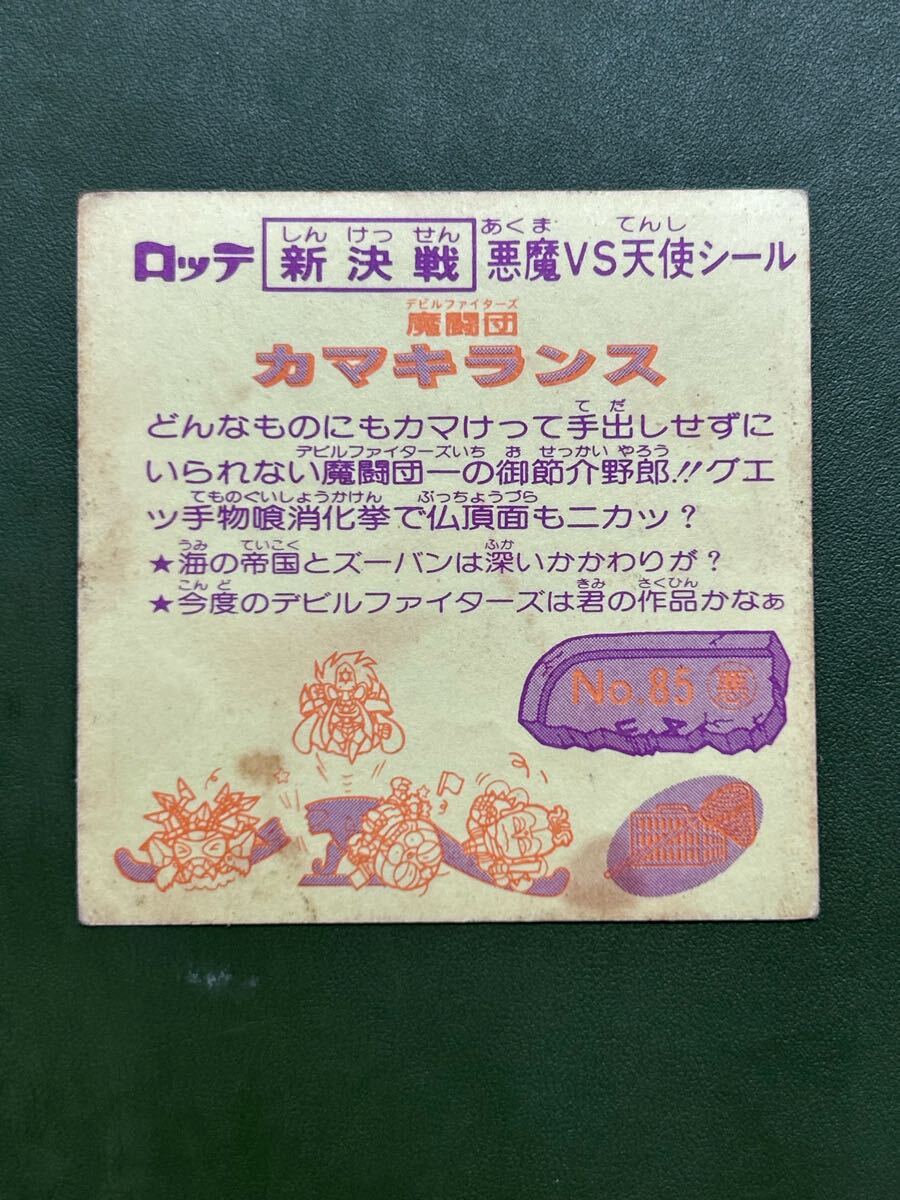 ロッテ 新決戦 悪魔VS天使シール
しん けっ せん あくま てんし
デビルファイターズ
魔闘団
カマキランス
て だ
どんなものにもカマけって手出しせずに
デビルファイターズいち お せっかい やろう
いられない魔闘団一の御節介野郎!!グエ
てものぐいしょうかけん ぶっちょうづら
ッ手物喰消化拳で仏頂面もニカッ?
うみ ていこく ふか
★海の帝国とズーバンは深いかかわりが?
こんど きみ さくひん
★今度のデビルファイターズは君の作品かなぁ
No.85 悪